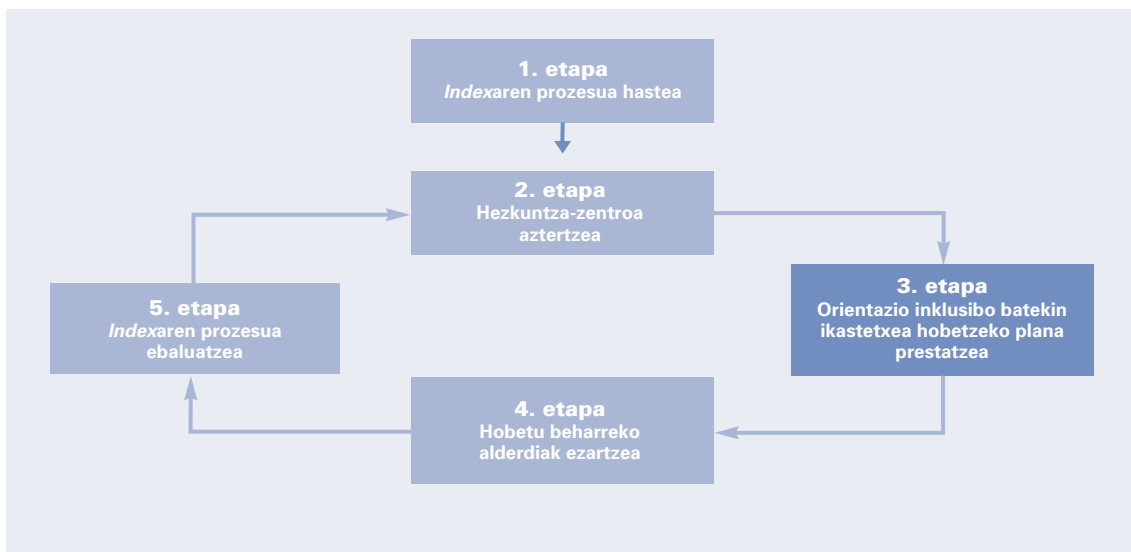 1. etapa
Indexaren prozesua hastea
2. etapa
Hezkuntza-zentroa
aztertzea
3. etapa
Orientazio inklusibo batekin
ikastetxea hobetzeko plana
prestatzea
4. etapa
Hobetu beharreko
alderdiak ezartzea
5. etapa
Indexaren prozesua
ebaluatzea